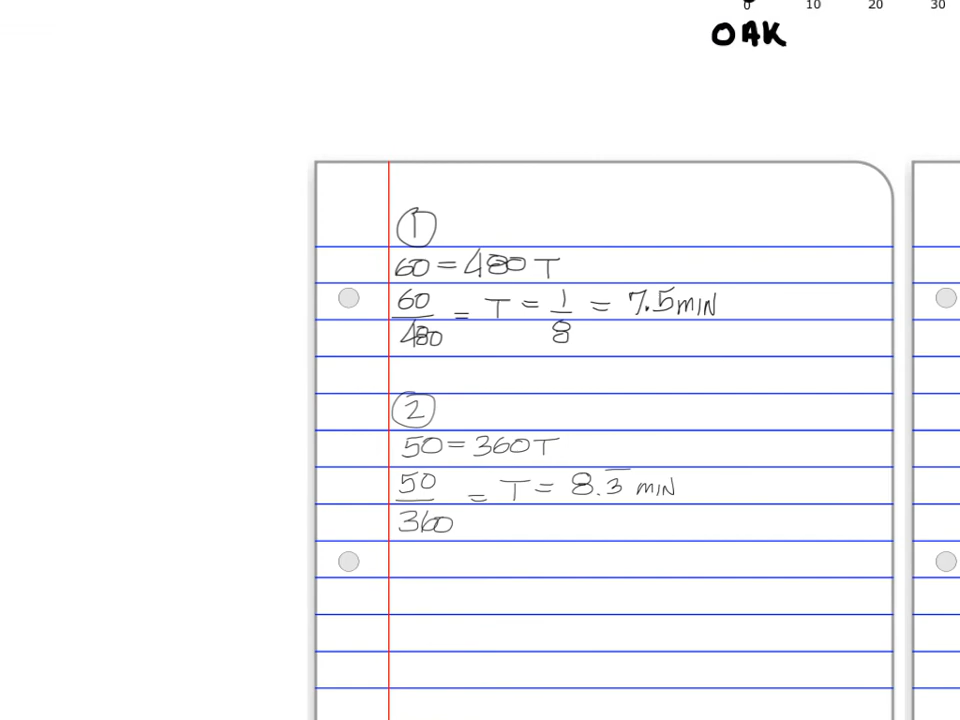 0 10 20 30
OAK
1
60 = 480 T
60/480 = T = 1/8 = 7.5 MIN
2
50 = 360T
50/360 = T = 8.3̅ MIN